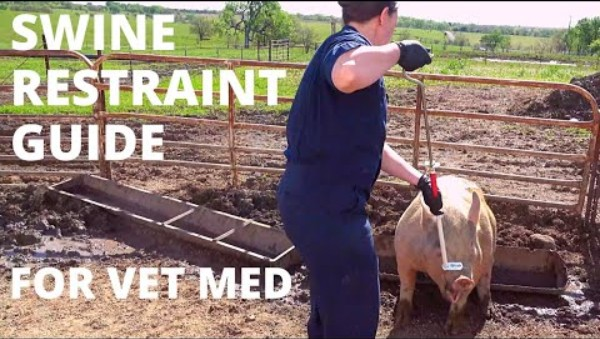 SWINE
RESTRAINT
GUIDE
FOR VET MED